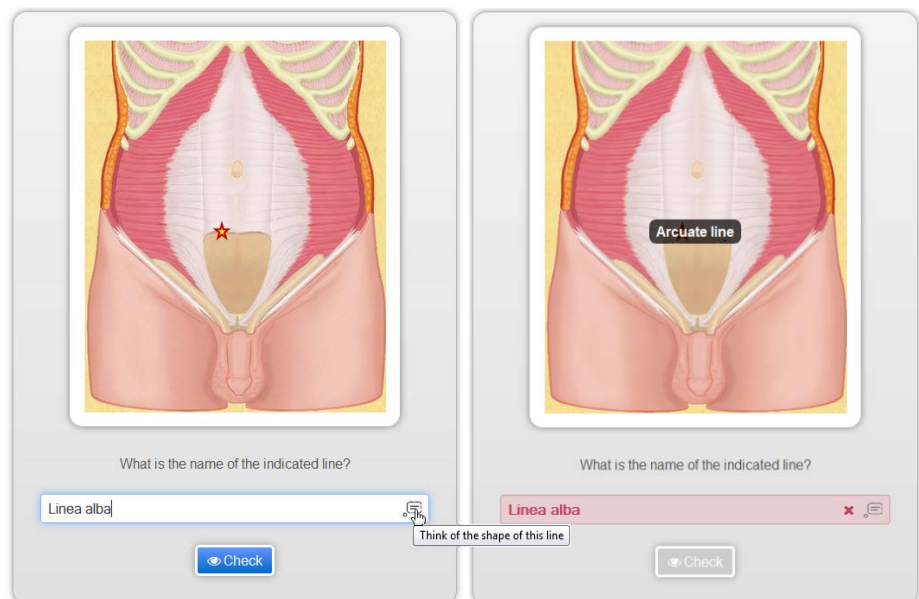 What is the name of the indicated line?
Linea alba
Think of the shape of this line
Check
Arcuate line
What is the name of the indicated line?
Linea alba
Check